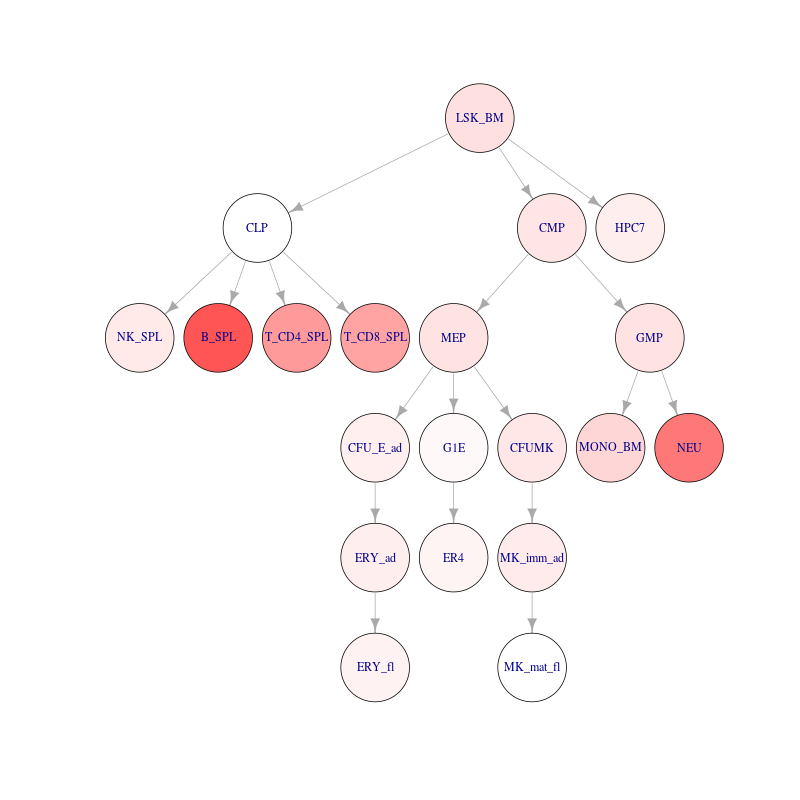 LSK_BM
CLP
CMP
HPC7
NK_SPL
B_SPL
T_CD4_SPL
T_CD8_SPL
MEP
GMP
CFU_E_ad
G1E
CFUMK
MONO_BM
NEU
ERY_ad
ER4
MK_imm_ad
ERY_fl
MK_mat_fl